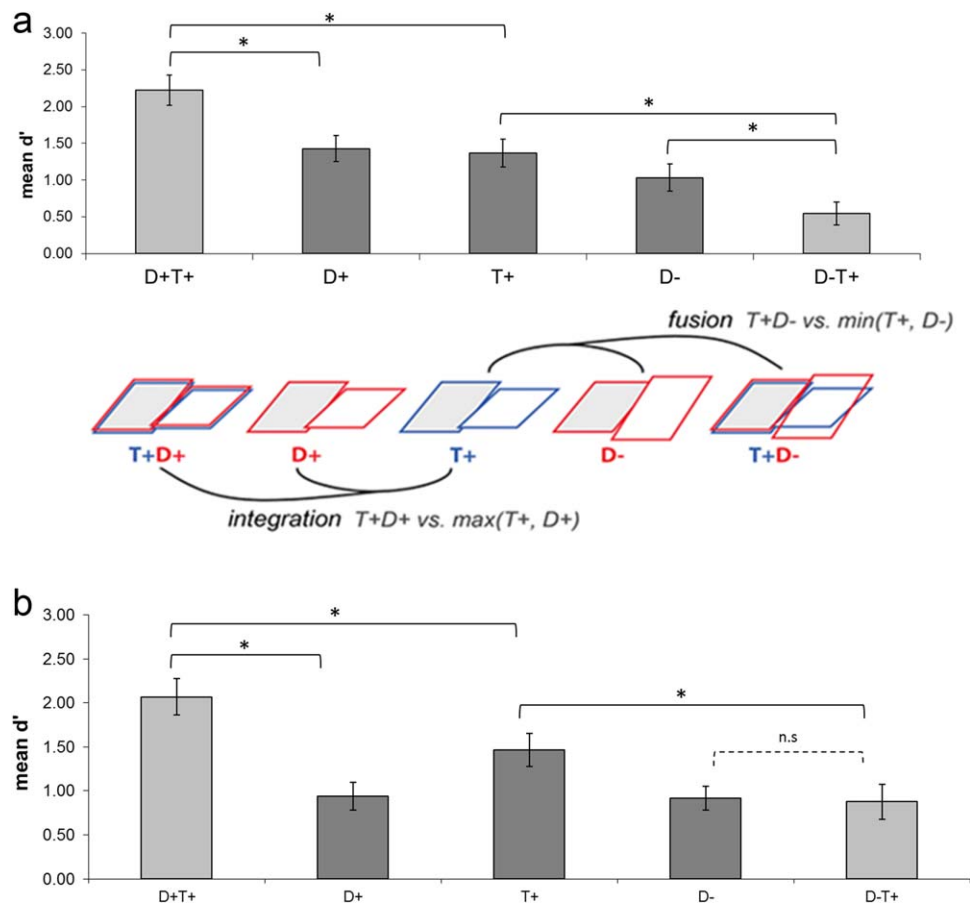 a
3.00
2.50
2.00
1.50
1.00
0.50
0.00
mean d'
*
*
*
*
D+T+ D+ T+ D- D-T+
fusion T+D- vs. min(T+, D-)
T+D+ D+ T+ D- T+D-
integration T+D+ vs. max(T+, D+)
b
3.00
2.50
2.00
1.50
1.00
0.50
0.00
mean d'
*
*
*
n.s
D+T+ D+ T+ D- D-T+